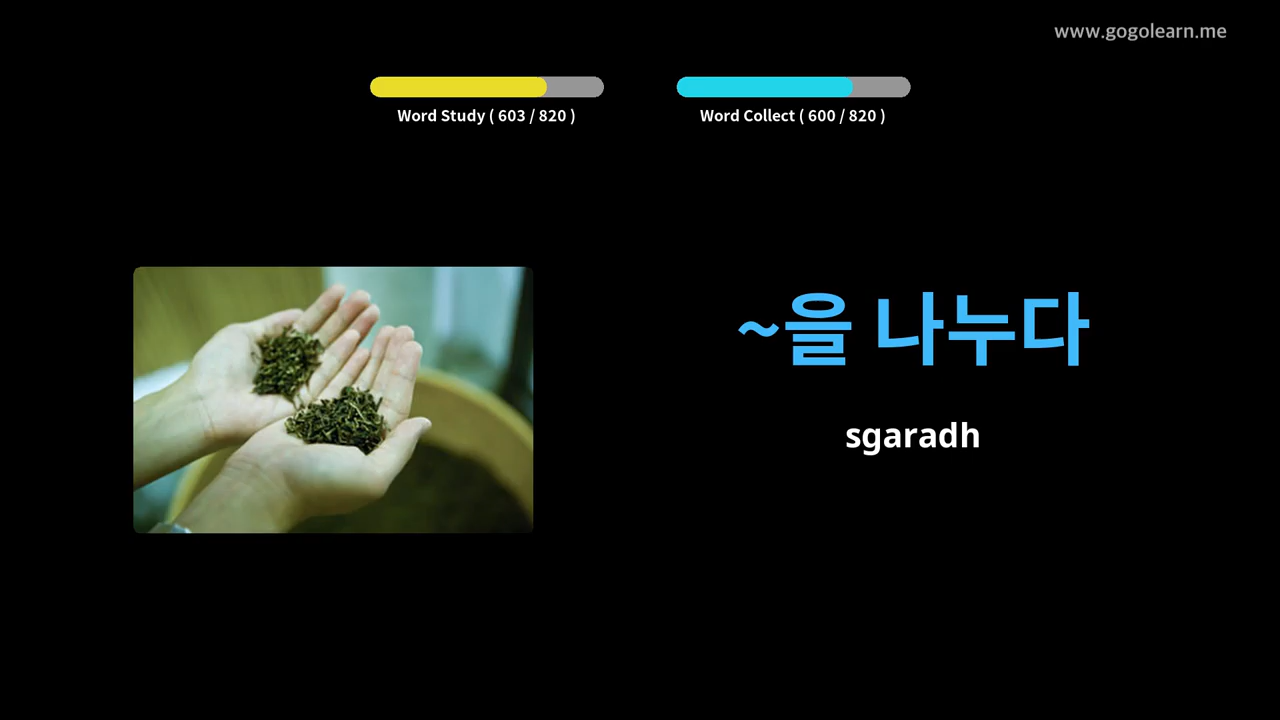 www.gogolearn.me
Word Study ( 603 / 820 )
Word Collect ( 600 / 820 )
~을 나누다
sgaradh